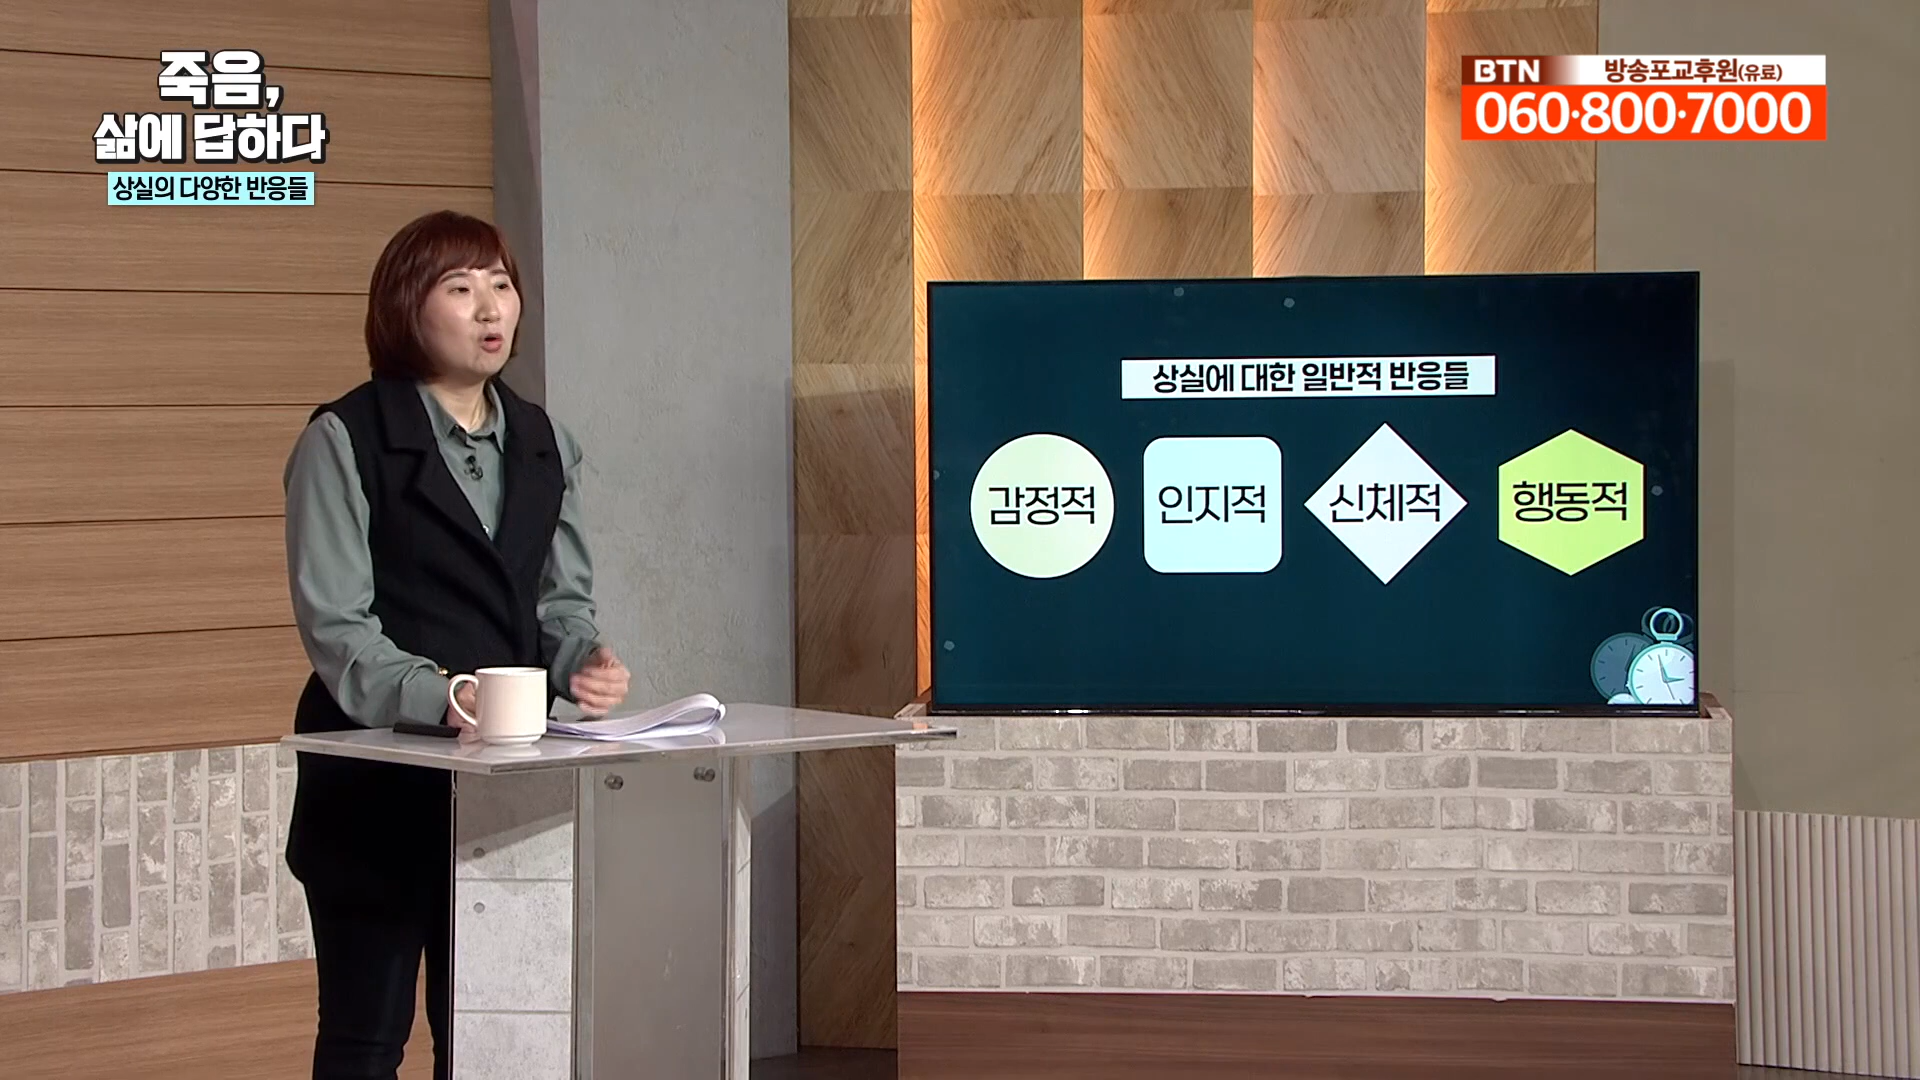 죽음,
삶에 답하다
상실의 다양한 반응들
BTN 방송포교후원(유료)
060·800·7000
상실에 대한 일반적 반응들
감정적 인지적 신체적 행동적